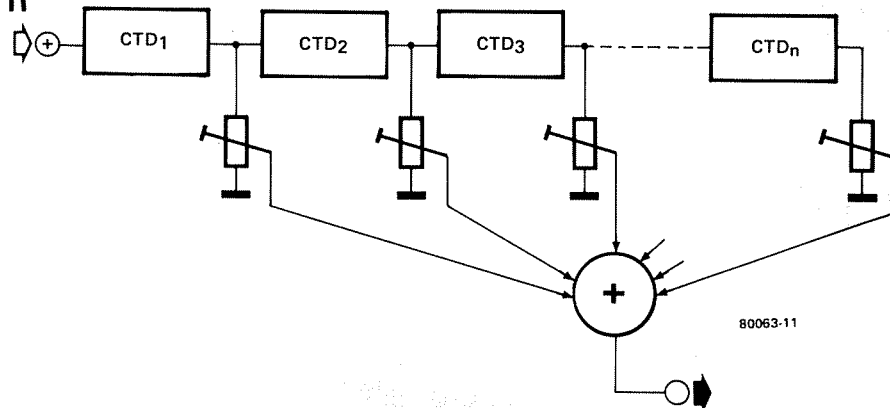 +
CTD1
CTD2
CTD3
CTDn
+
80063-11